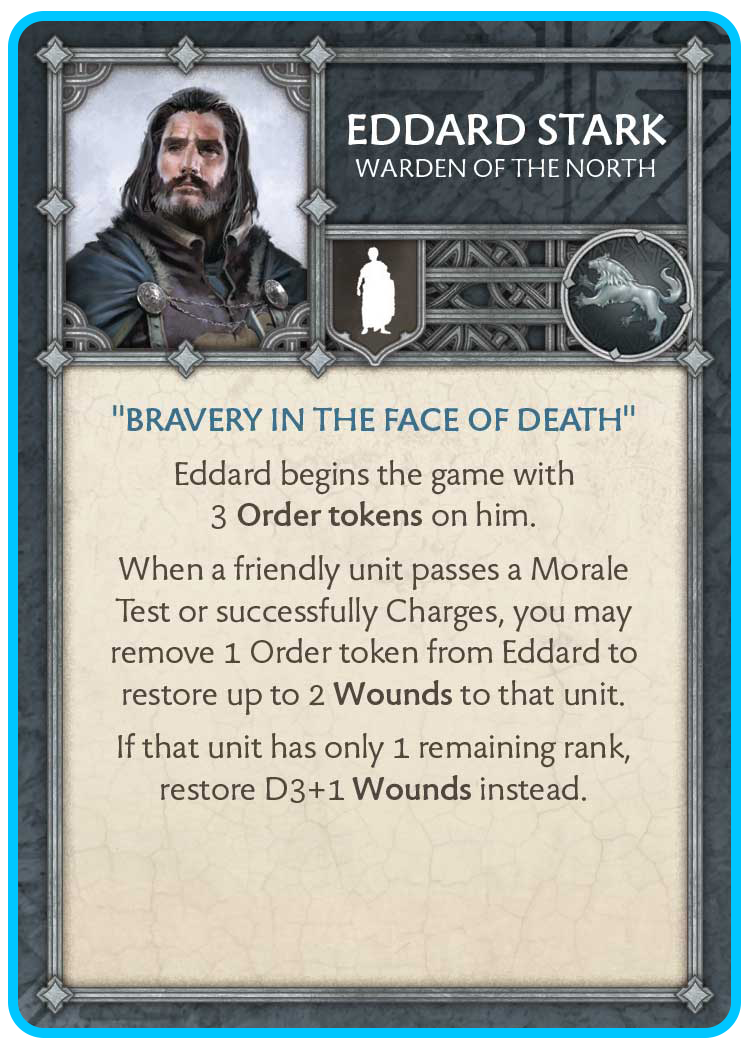 EDDARD STARK
WARDEN OF THE NORTH
"BRAVERY IN THE FACE OF DEATH"
Eddard begins the game with
3 Order tokens on him.
When a friendly unit passes a Morale
Test or successfully Charges, you may
remove 1 Order token from Eddard to
restore up to 2 Wounds to that unit.
If that unit has only 1 remaining rank,
restore D3+1 Wounds instead.